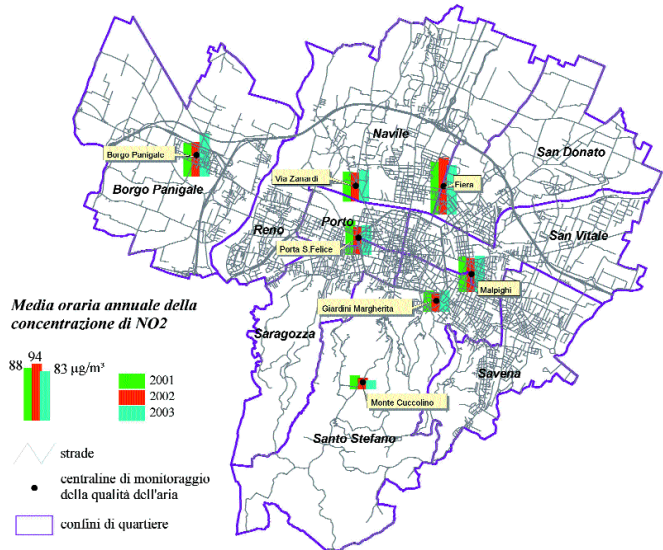 Navile
San Donato
Borgo Panigale
Borgo Panigale
Via Zanardi
Fiera
Reno
Porto
San Vitale
Porta S.Felice
Malpighi
Giardini Margherita
Saragozza
Savena
Monte Cuccolino
Santo Stefano
Media oraria annuale della
concentrazione di NO2
94
88
83 µg/m³
2001
2002
2003
strade
centraline di monitoraggio
della qualità dell'aria
confini di quartiere